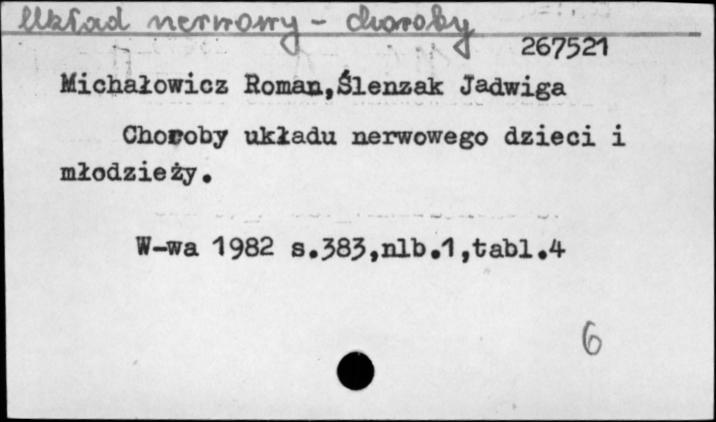 Układ nerwowy - choroby
267521
Michałowicz Roman,Ślenzak Jadwiga
Choroby układu nerwowego dzieci i
młodzieży.
W-wa 1982 s.383,nlb.1,tabl.4
6